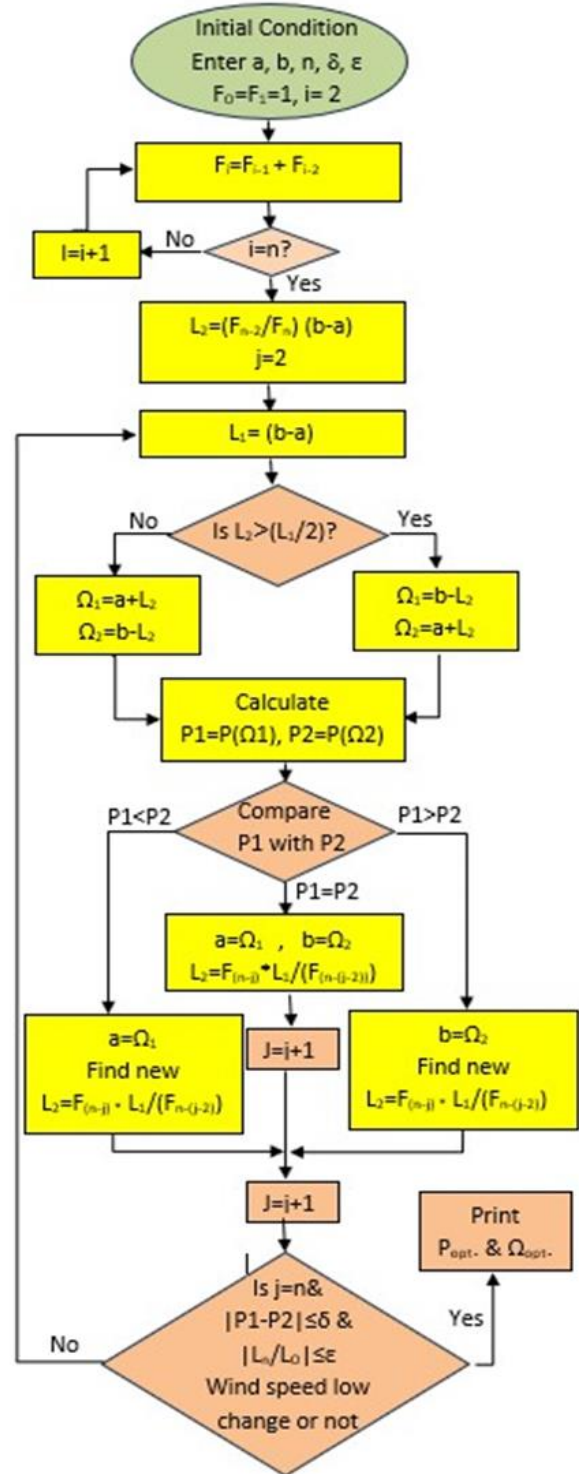 Initial Condition
Enter a, b, n, δ, ε
F₀=F₁=1, i= 2
Fᵢ=Fᵢ₋₁ + Fᵢ₋₂
I=i+1
No
i=n?
Yes
L₂=(Fₙ₋₂/Fₙ) (b-a)
j=2
L₁= (b-a)
No
Is L₂>(L₁/2)?
Yes
Ω₁=a+L₂
Ω₂=b-L₂
Ω₁=b-L₂
Ω₂=a+L₂
Calculate
P1=P(Ω1), P2=P(Ω2)
P1<P2
Compare
P1 with P2
P1>P2
P1=P2
a=Ω₁ , b=Ω₂
L₂=F₍ₙ₋ⱼ₎*L₁/(F₍ₙ₋₍ⱼ₋₂₎₎)
J=i+1
a=Ω₁
Find new
L₂=F₍ₙ₋ⱼ₎ * L₁/(Fₙ₋₍ⱼ₋₂₎)
b=Ω₂
Find new
L₂=F₍ₙ₋ⱼ₎ * L₁/(Fₙ₋₍ⱼ₋₂₎)
J=i+1
Print
Pₒₚₜ. & Ωₒₚₜ.
Is j=n&
|P1-P2|≤δ &
|Lₙ/L₀|≤ε
Wind speed low
change or not
No
Yes